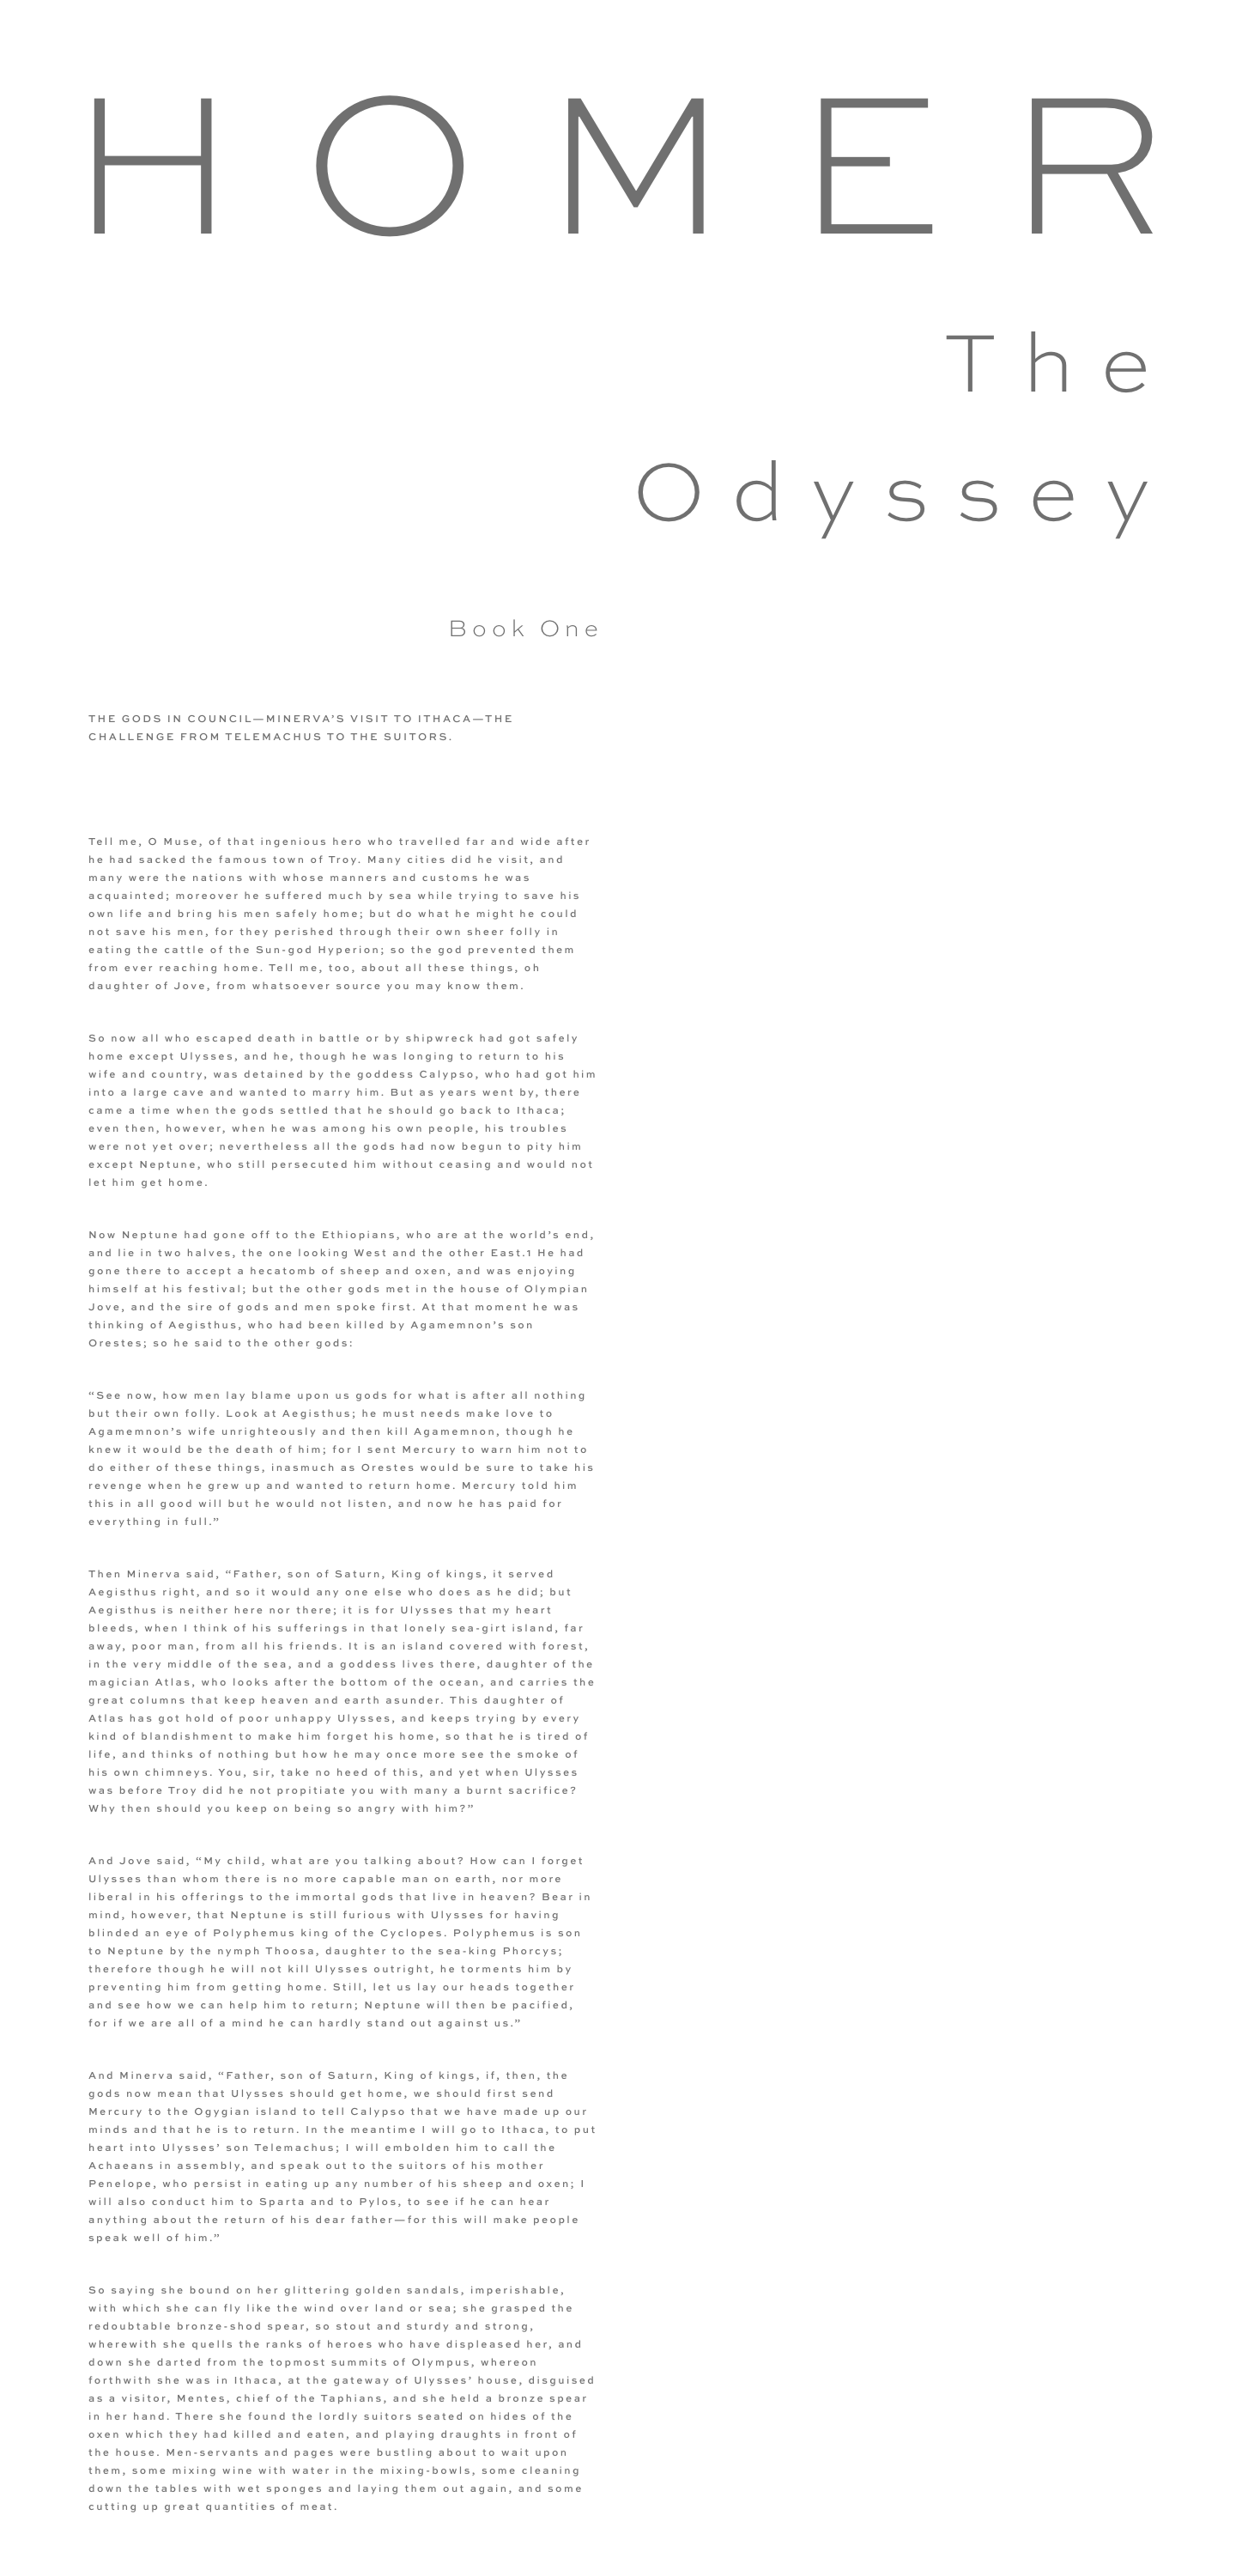 HOMER
The
Odyssey
Book One
THE GODS IN COUNCIL—MINERVA'S VISIT TO ITHACA—THE
CHALLENGE FROM TELEMACHUS TO THE SUITORS.
Tell me, O Muse, of that ingenious hero who travelled far and wide after
he had sacked the famous town of Troy. Many cities did he visit, and
many were the nations with whose manners and customs he was
acquainted; moreover he suffered much by sea while trying to save his
own life and bring his men safely home; but do what he might he could
not save his men, for they perished through their own sheer folly in
eating the cattle of the Sun-god Hyperion; so the god prevented them
from ever reaching home. Tell me, too, about all these things, oh
daughter of Jove, from whatsoever source you may know them.
So now all who escaped death in battle or by shipwreck had got safely
home except Ulysses, and he, though he was longing to return to his
wife and country, was detained by the goddess Calypso, who had got him
into a large cave and wanted to marry him. But as years went by, there
came a time when the gods settled that he should go back to Ithaca;
even then, however, when he was among his own people, his troubles
were not yet over; nevertheless all the gods had now begun to pity him
except Neptune, who still persecuted him without ceasing and would not
let him get home.
Now Neptune had gone off to the Ethiopians, who are at the world's end,
and lie in two halves, the one looking West and the other East.1 He had
gone there to accept a hecatomb of sheep and oxen, and was enjoying
himself at his festival; but the other gods met in the house of Olympian
Jove, and the sire of gods and men spoke first. At that moment he was
thinking of Aegisthus, who had been killed by Agamemnon's son
Orestes; so he said to the other gods:
“See now, how men lay blame upon us gods for what is after all nothing
but their own folly. Look at Aegisthus; he must needs make love to
Agamemnon's wife unrighteously and then kill Agamemnon, though he
knew it would be the death of him; for I sent Mercury to warn him not to
do either of these things, inasmuch as Orestes would be sure to take his
revenge when he grew up and wanted to return home. Mercury told him
this in all good will but he would not listen, and now he has paid for
everything in full.”
Then Minerva said, “Father, son of Saturn, King of kings, it served
Aegisthus right, and so it would any one else who does as he did; but
Aegisthus is neither here nor there; it is for Ulysses that my heart
bleeds, when I think of his sufferings in that lonely sea-girt island, far
away, poor man, from all his friends. It is an island covered with forest,
in the very middle of the sea, and a goddess lives there, daughter of the
magician Atlas, who looks after the bottom of the ocean, and carries the
great columns that keep heaven and earth asunder. This daughter of
Atlas has got hold of poor unhappy Ulysses, and keeps trying by every
kind of blandishment to make him forget his home, so that he is tired of
life, and thinks of nothing but how he may once more see the smoke of
his own chimneys. You, sir, take no heed of this, and yet when Ulysses
was before Troy did he not propitiate you with many a burnt sacrifice?
Why then should you keep on being so angry with him?”
And Jove said, “My child, what are you talking about? How can I forget
Ulysses than whom there is no more capable man on earth, nor more
liberal in his offerings to the immortal gods that live in heaven? Bear in
mind, however, that Neptune is still furious with Ulysses for having
blinded an eye of Polyphemus king of the Cyclopes. Polyphemus is son
to Neptune by the nymph Thoosa, daughter to the sea-king Phorcys;
therefore though he will not kill Ulysses outright, he torments him by
preventing him from getting home. Still, let us lay our heads together
and see how we can help him to return; Neptune will then be pacified,
for if we are all of a mind he can hardly stand out against us.”
And Minerva said, “Father, son of Saturn, King of kings, if, then, the
gods now mean that Ulysses should get home, we should first send
Mercury to the Ogygian island to tell Calypso that we have made up our
minds and that he is to return. In the meantime I will go to Ithaca, to put
heart into Ulysses' son Telemachus; I will embolden him to call the
Achaeans in assembly, and speak out to the suitors of his mother
Penelope, who persist in eating up any number of his sheep and oxen; I
will also conduct him to Sparta and to Pylos, to see if he can hear
anything about the return of his dear father—for this will make people
speak well of him.”
So saying she bound on her glittering golden sandals, imperishable,
with which she can fly like the wind over land or sea; she grasped the
redoubtable bronze-shod spear, so stout and sturdy and strong,
wherewith she quells the ranks of heroes who have displeased her, and
down she darted from the topmost summits of Olympus, whereon
forthwith she was in Ithaca, at the gateway of Ulysses' house, disguised
as a visitor, Mentes, chief of the Taphians, and she held a bronze spear
in her hand. There she found the lordly suitors seated on hides of the
oxen which they had killed and eaten, and playing draughts in front of
the house. Men-servants and pages were bustling about to wait upon
them, some mixing wine with water in the mixing-bowls, some cleaning
down the tables with wet sponges and laying them out again, and some
cutting up great quantities of meat.